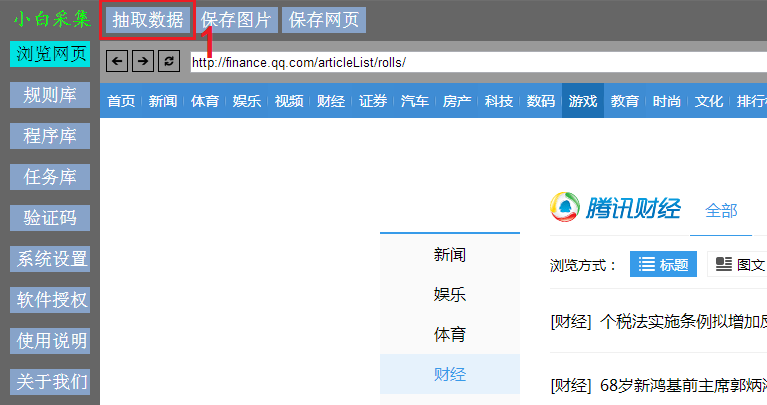 小白采集 抽取数据 保存图片 保存网页
1
浏览网页
http://finance.qq.com/articleList/rolls/
规则库
首页 新闻 体育 娱乐 视频 财经 证券 汽车 房产 科技 数码 游戏 教育 时尚 文化 排行
程序库
任务库
验证码
系统设置
软件授权
使用说明
关于我们
腾讯财经 全部
新闻
娱乐
体育
财经
浏览方式： 标题 图文
[财经] 个税法实施条例拟增加
[财经] 68岁新鸿基前主席郭炳